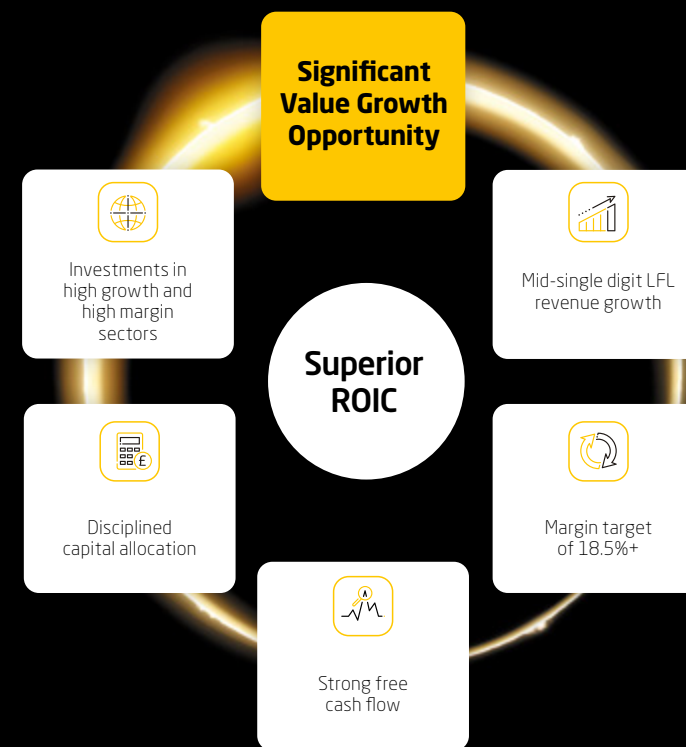 Significant
Value Growth
Opportunity
Investments in
high growth and
high margin
sectors
Mid-single digit LFL
revenue growth
Superior
ROIC
£
Disciplined
capital allocation
Margin target
of 18.5%+
Strong free
cash flow